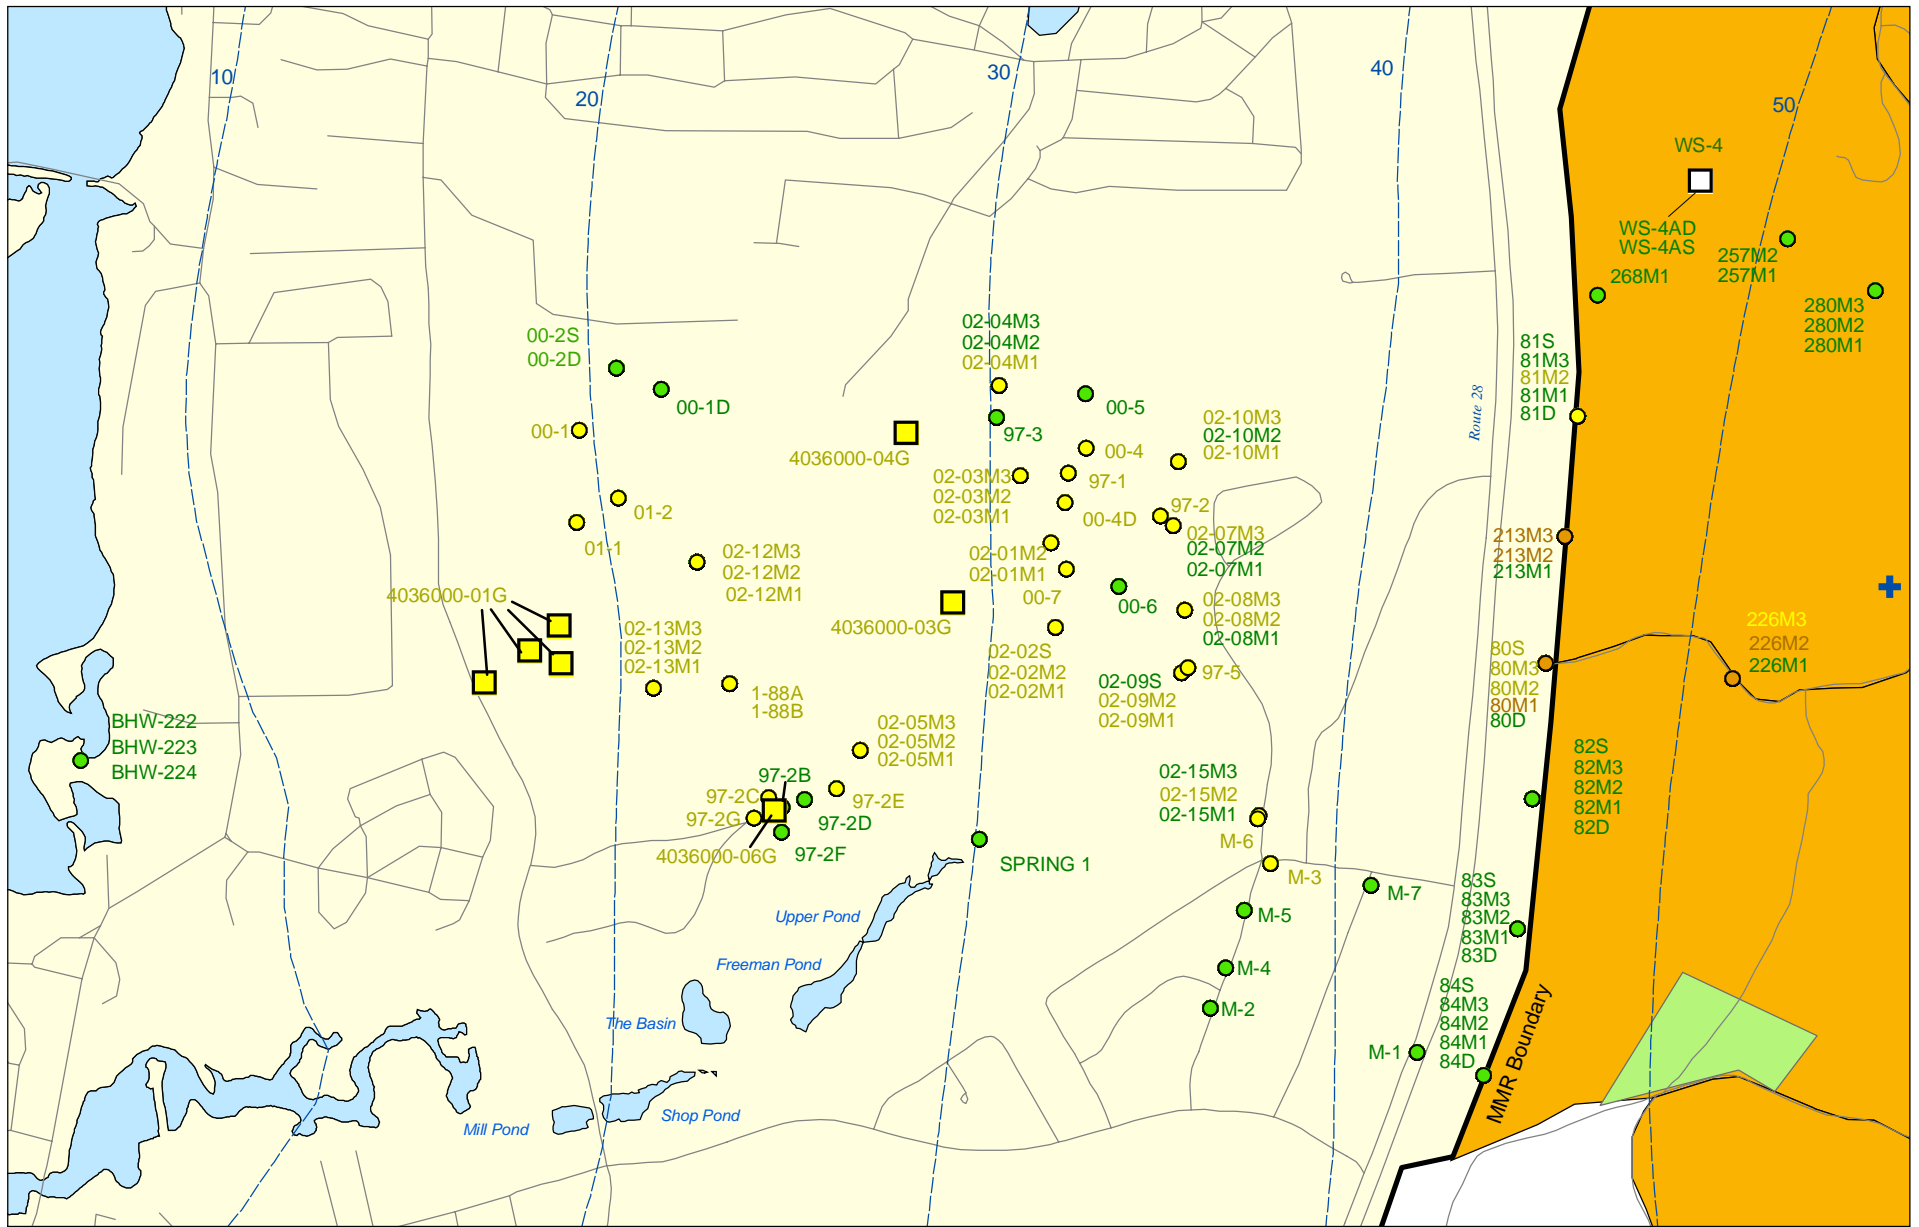 10
20
30
40
50
WS-4
WS-4AD
WS-4AS
257M2
257M1
268M1
280M3
280M2
280M1
00-2S
00-2D
00-1D
00-1
02-04M3
02-04M2
02-04M1
97-3
00-5
4036000-04G
81S
81M3
81M2
81M1
81D
Route 28
02-10M3
02-10M2
02-10M1
00-4
97-1
02-03M3
02-03M2
02-03M1
00-4D
97-2
02-07M3
02-07M2
02-07M1
01-2
01-1
02-12M3
02-12M2
02-12M1
02-01M2
02-01M1
00-7
00-6
213M3
213M2
213M1
4036000-01G
4036000-03G
02-08M3
02-08M2
02-08M1
02-13M3
02-13M2
02-13M1
02-02S
02-02M2
02-02M1
97-5
02-09S
02-09M2
02-09M1
226M3
226M2
226M1
80S
80M3
80M2
80M1
80D
1-88A
1-88B
BHW-222
BHW-223
BHW-224
02-05M3
02-05M2
02-05M1
82S
82M3
82M2
82M1
82D
97-2B
97-2C
97-2E
97-2G
97-2D
97-2F
4036000-06G
02-15M3
02-15M2
02-15M1
M-6
M-3
SPRING 1
M-7
M-5
83S
83M3
83M2
83M1
83D
Upper Pond
Freeman Pond
M-4
M-2
84S
84M3
84M2
84M1
84D
M-1
The Basin
MMR Boundary
Shop Pond
Mill Pond